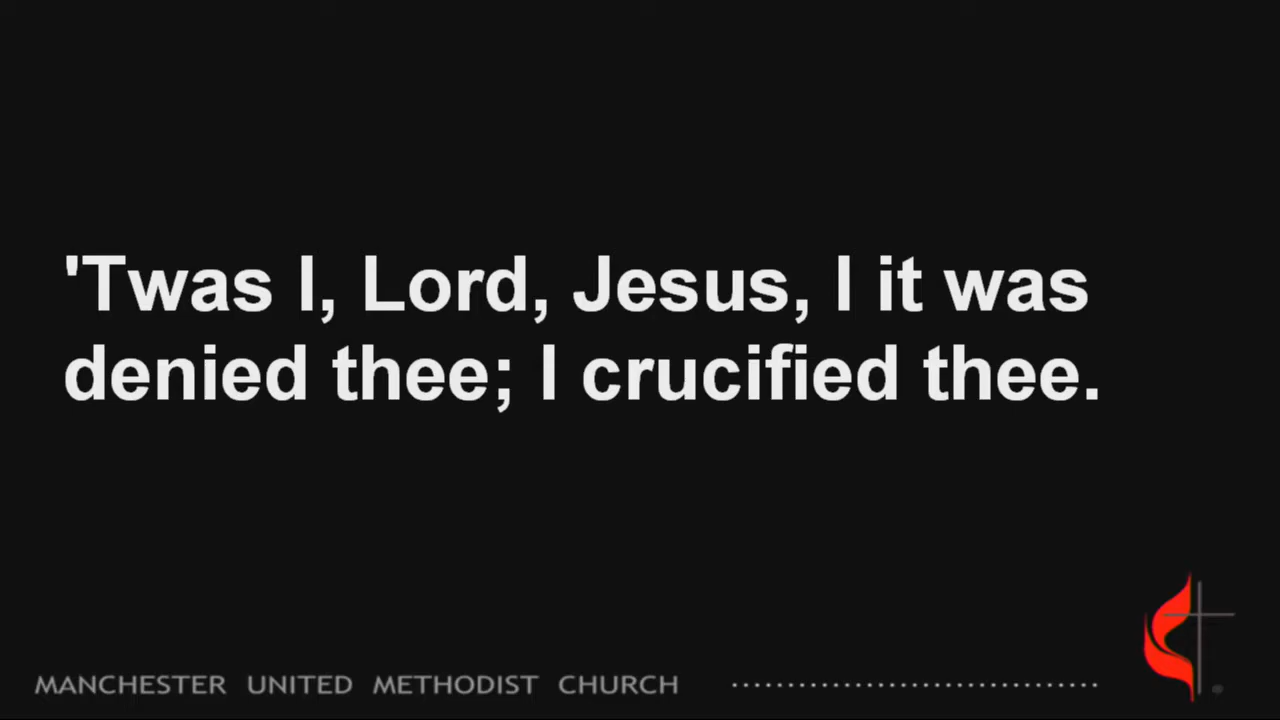 'Twas I, Lord, Jesus, I it was
denied thee; I crucified thee.
MANCHESTER UNITED METHODIST CHURCH